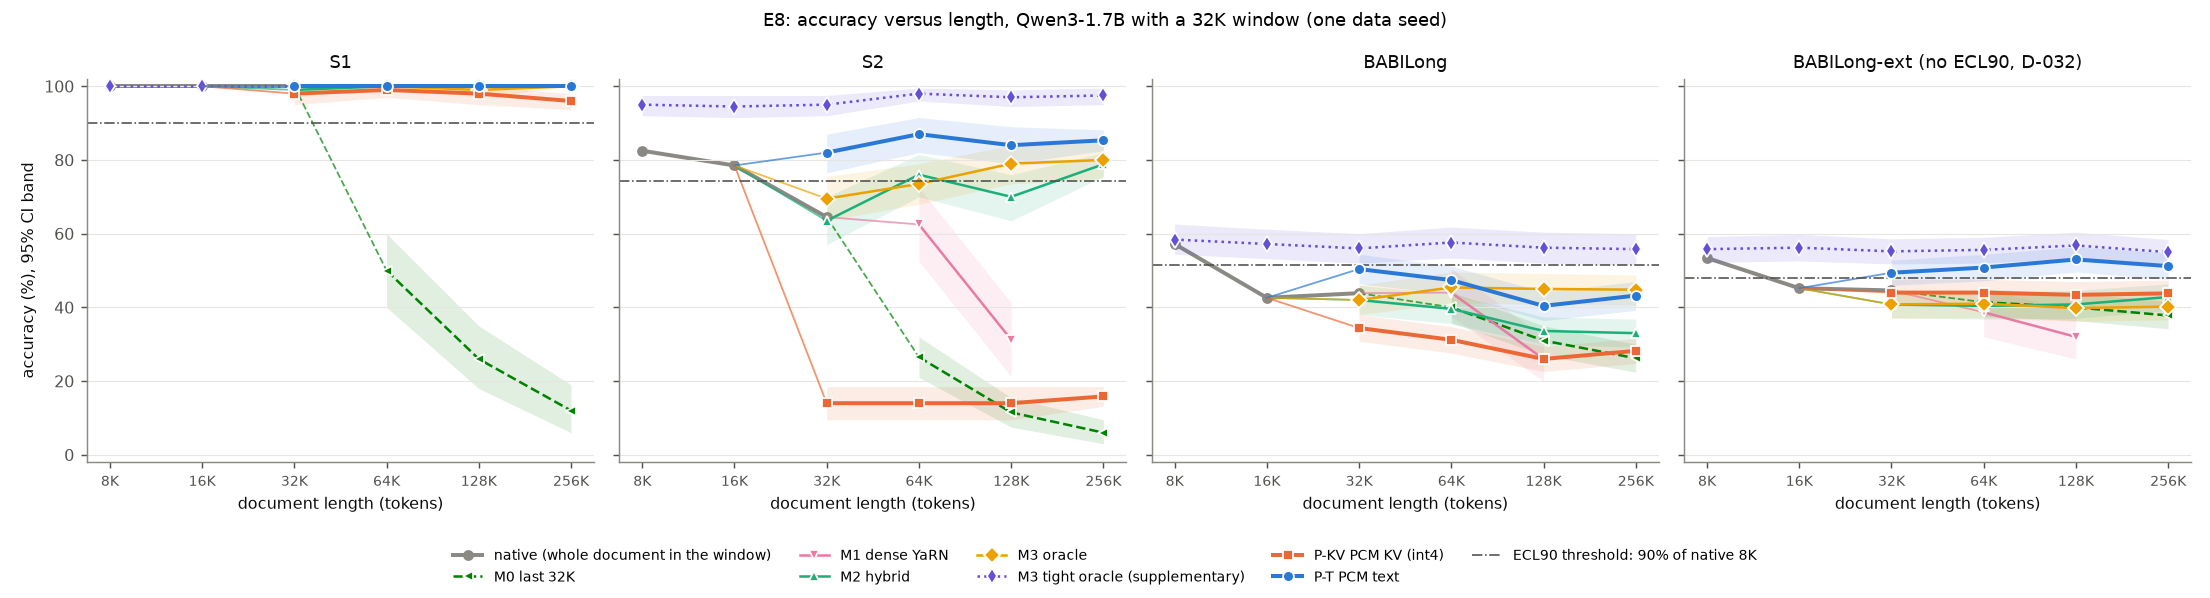 E8: accuracy versus length, Qwen3-1.7B with a 32K window (one data seed)
S1
S2
BABILong
BABILong-ext (no ECL90, D-032)
accuracy (%), 95% CI band
100
80
60
40
20
0
8K 16K 32K 64K 128K 256K
8K 16K 32K 64K 128K 256K
8K 16K 32K 64K 128K 256K
8K 16K 32K 64K 128K 256K
document length (tokens)
document length (tokens)
document length (tokens)
document length (tokens)
native (whole document in the window)
M0 last 32K
M1 dense YaRN
M2 hybrid
M3 oracle
M3 tight oracle (supplementary)
P-KV PCM KV (int4)
P-T PCM text
ECL90 threshold: 90% of native 8K